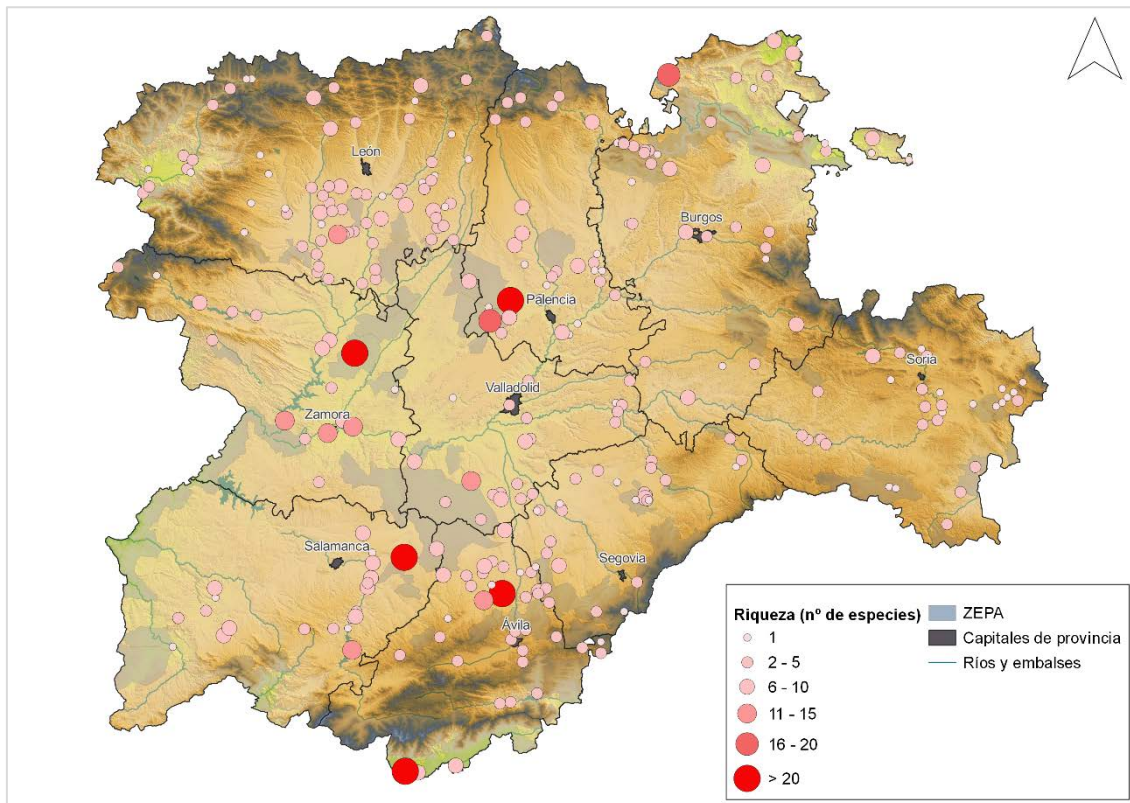 León
Burgos
Palencia
Soria
Valladolid
Zamora
Salamanca
Segovia
Ávila
Riqueza (nº de especies)
1
2 - 5
6 - 10
11 - 15
16 - 20
> 20
ZEPA
Capitales de provincia
Ríos y embalses